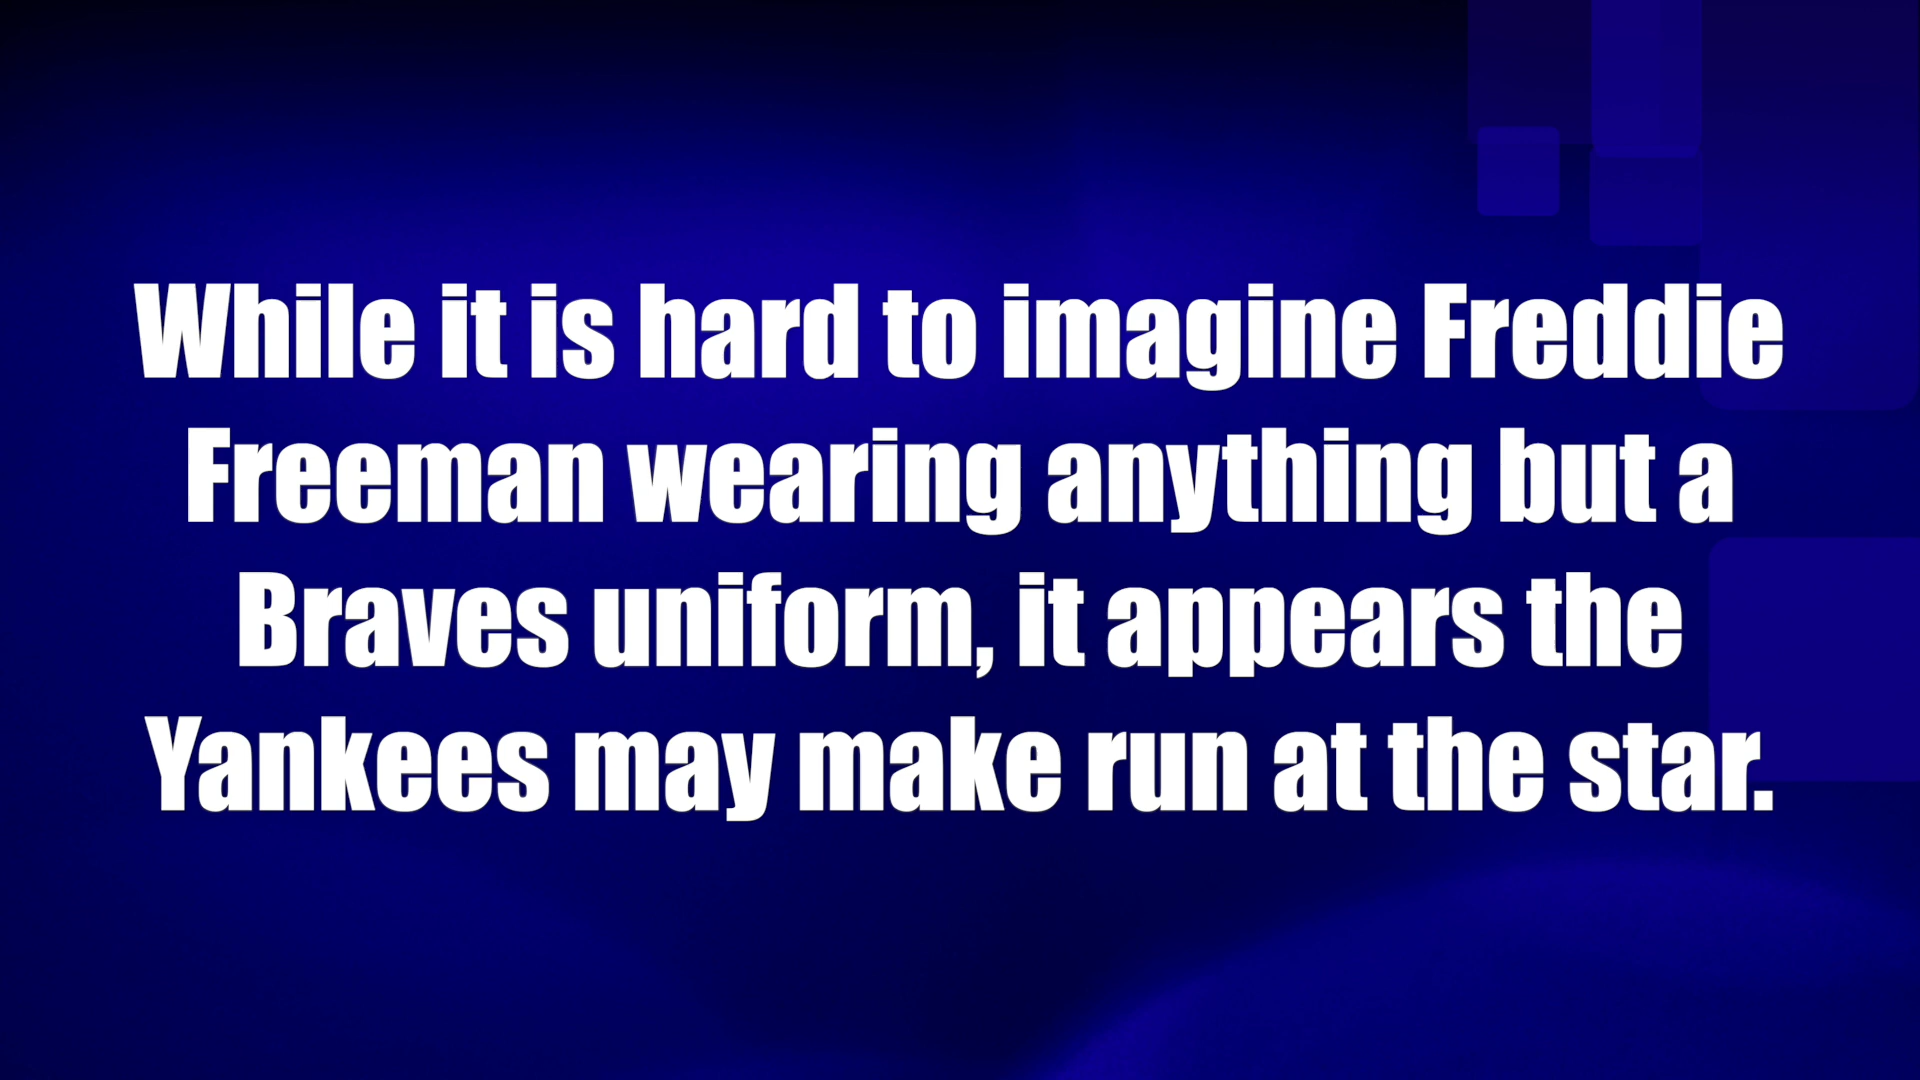 While it is hard to imagine Freddie
Freeman wearing anything but a
Braves uniform, it appears the
Yankees may make run at the star.